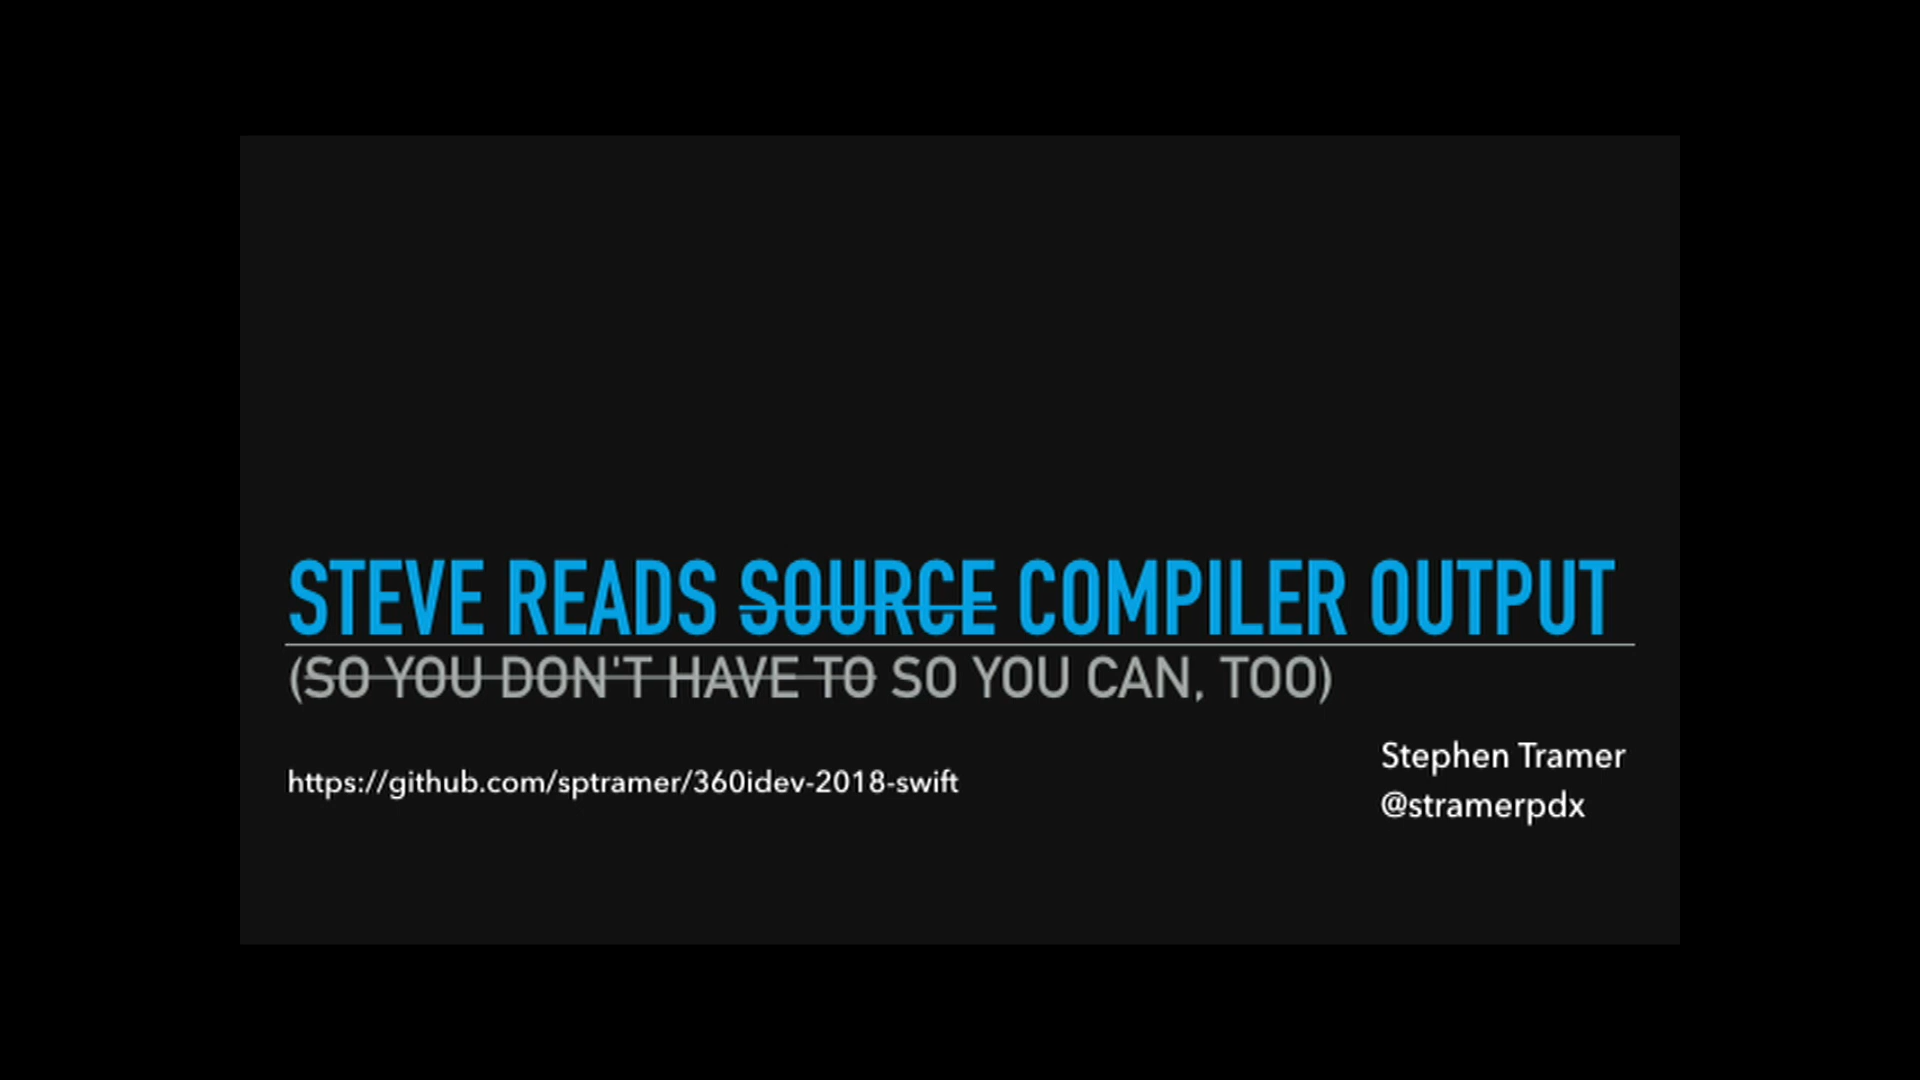 STEVE READS SOURCE COMPILER OUTPUT
(SO YOU DON'T HAVE TO SO YOU CAN, TOO)
https://github.com/sptramer/360idev-2018-swift
Stephen Tramer
@stramerpdx